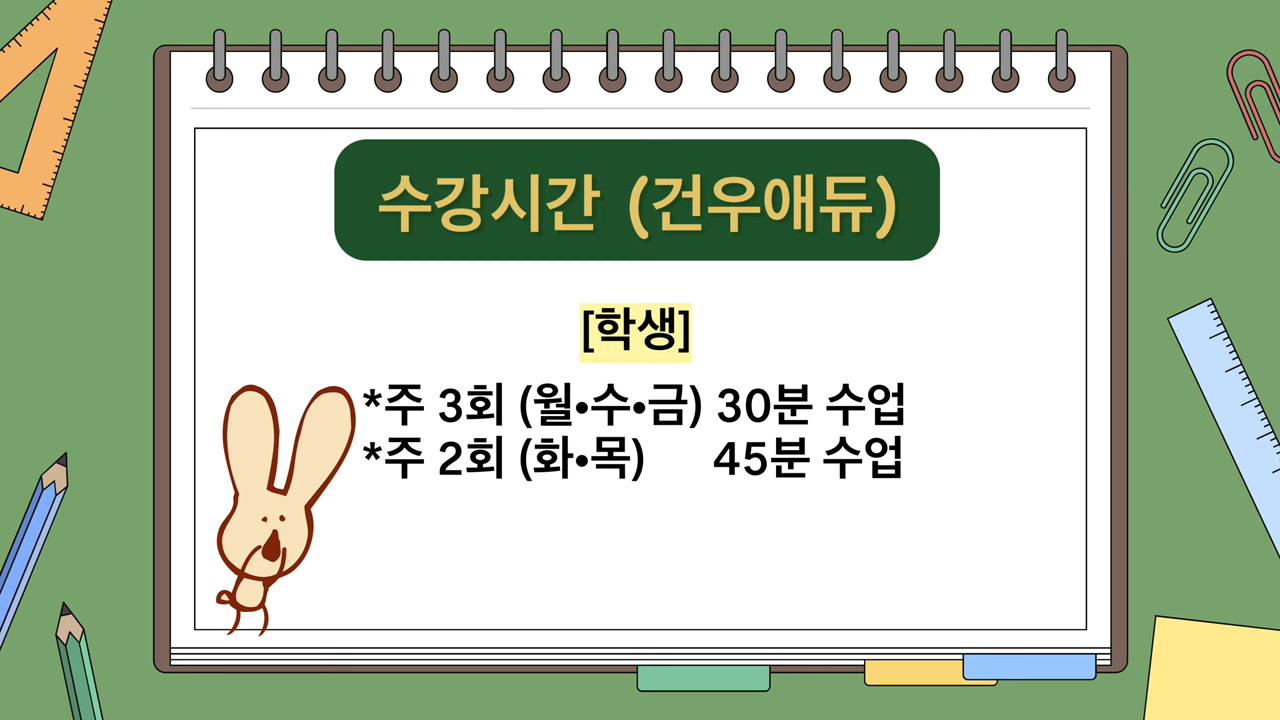 수강시간 (건우애듀)
[학생]
*주 3회 (월•수•금) 30분 수업
*주 2회 (화•목) 45분 수업